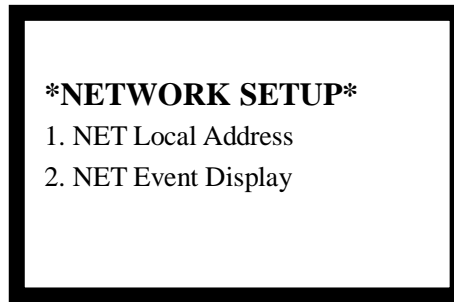 *NETWORK SETUP*
1. NET Local Address
2. NET Event Display